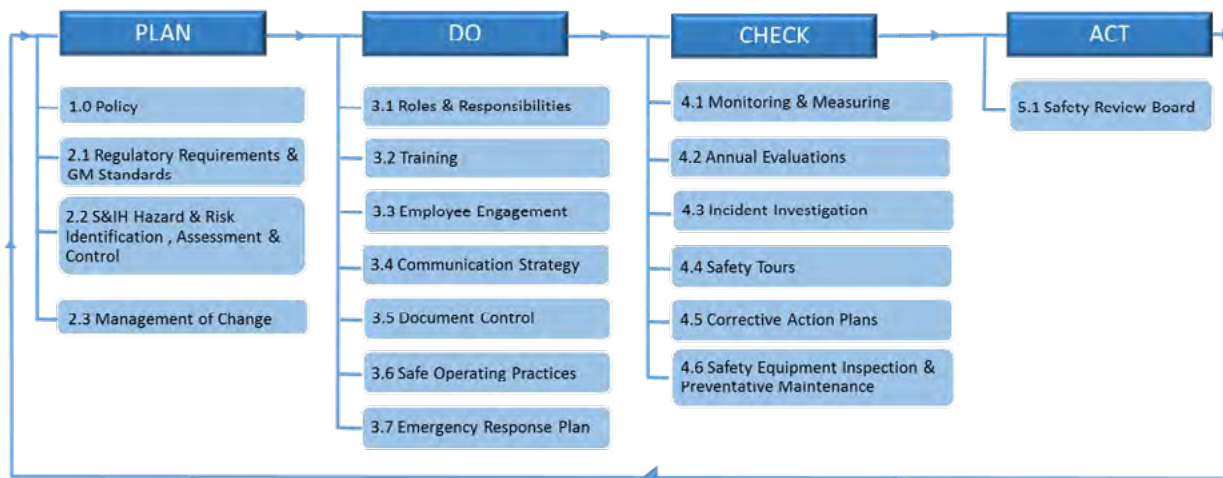 PLAN
1.0 Policy
2.1 Regulatory Requirements &
GM Standards
2.2 S&IH Hazard & Risk
Identification , Assessment &
Control
2.3 Management of Change
DO
3.1 Roles & Responsibilities
3.2 Training
3.3 Employee Engagement
3.4 Communication Strategy
3.5 Document Control
3.6 Safe Operating Practices
3.7 Emergency Response Plan
CHECK
4.1 Monitoring & Measuring
4.2 Annual Evaluations
4.3 Incident Investigation
4.4 Safety Tours
4.5 Corrective Action Plans
4.6 Safety Equipment Inspection &
Preventative Maintenance
ACT
5.1 Safety Review Board